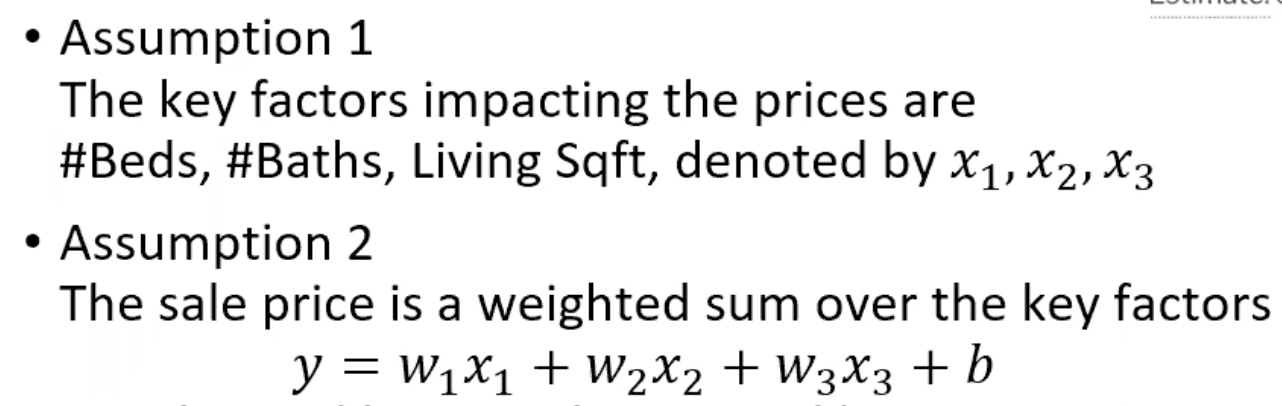 • Assumption 1
The key factors impacting the prices are
#Beds, #Baths, Living Sqft, denoted by x₁, x₂, x₃
• Assumption 2
The sale price is a weighted sum over the key factors
y = w₁x₁ + w₂x₂ + w₃x₃ + b